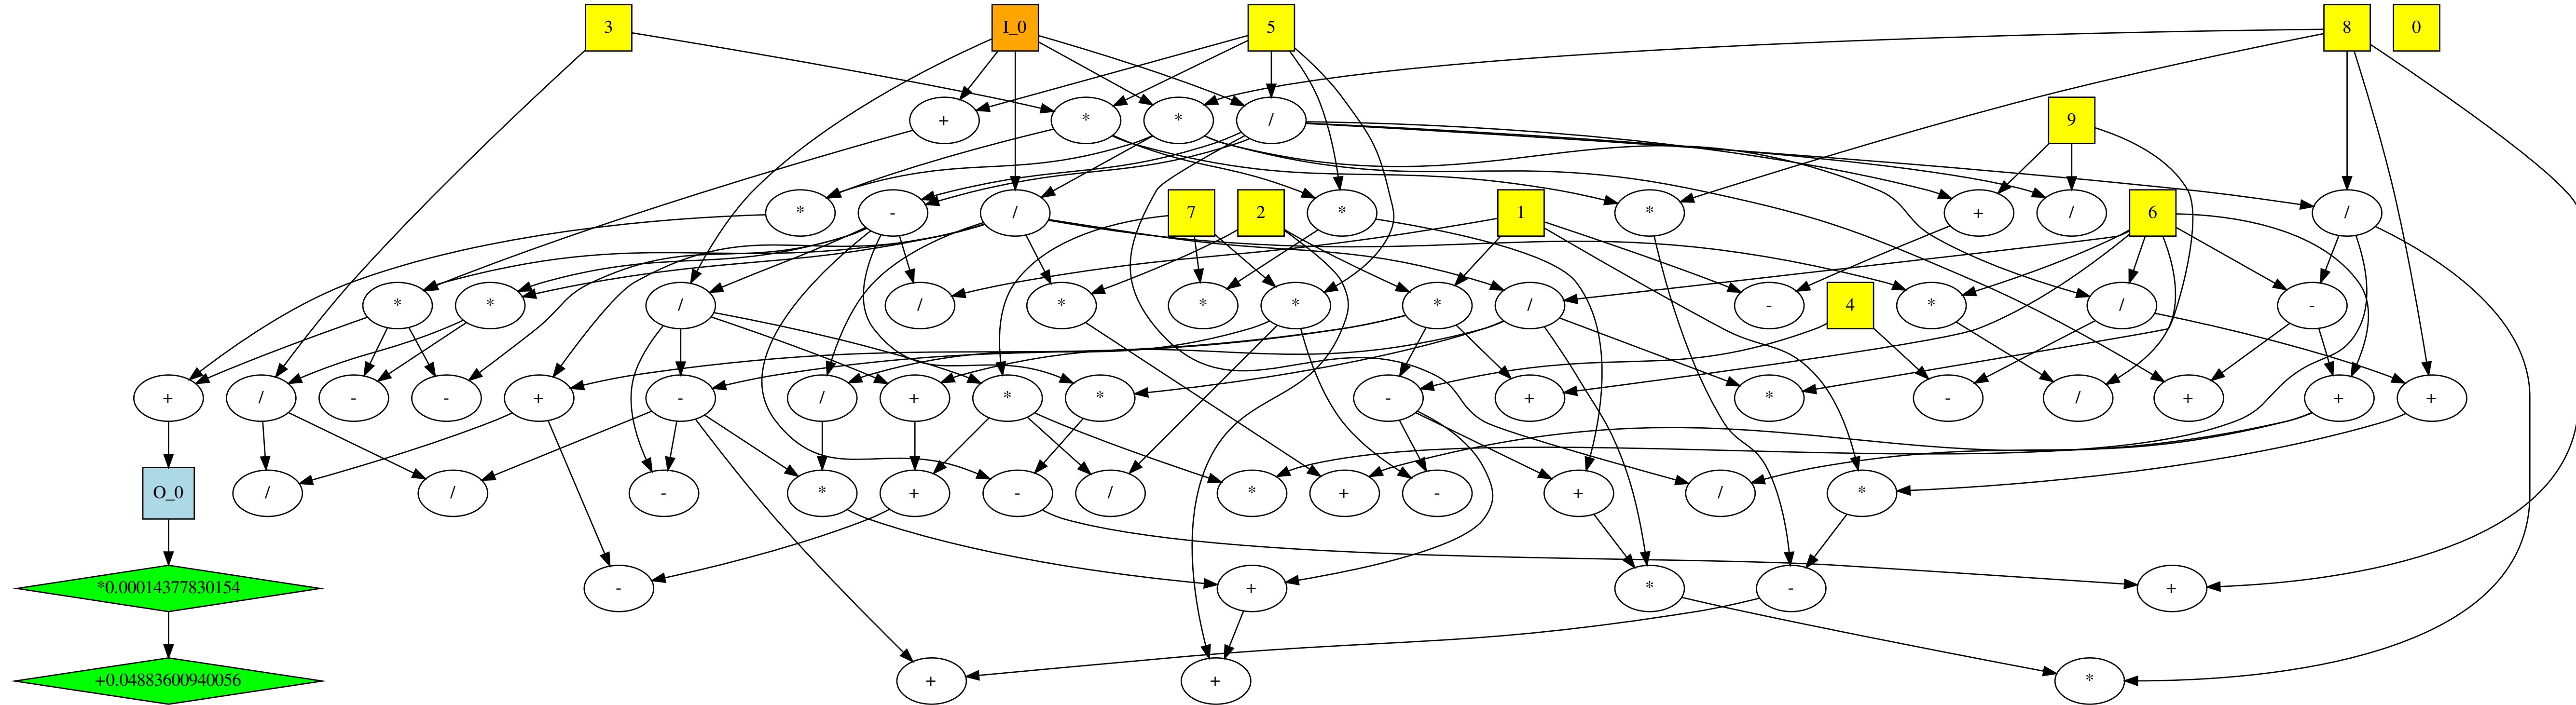 3 I_0 5 8 0
+ * * / 9
* - / 7 2 * 1 * + / 6 /
* * / / * * * * / - 4 * / -
+ / - - + - / + * * - + * - / + + +
O_0 / / - * + - / * + - + / *
*0.00014377830154 - + * - +
+0.04883600940056 + + *